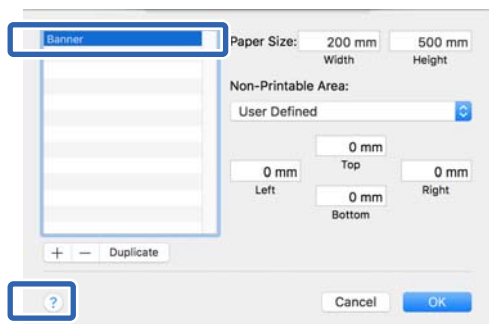 Banner
Paper Size: 200 mm 500 mm
Width Height
Non-Printable Area:
User Defined
0 mm
Top
0 mm 0 mm
Left Right
0 mm
Bottom
+ — Duplicate
? Cancel OK